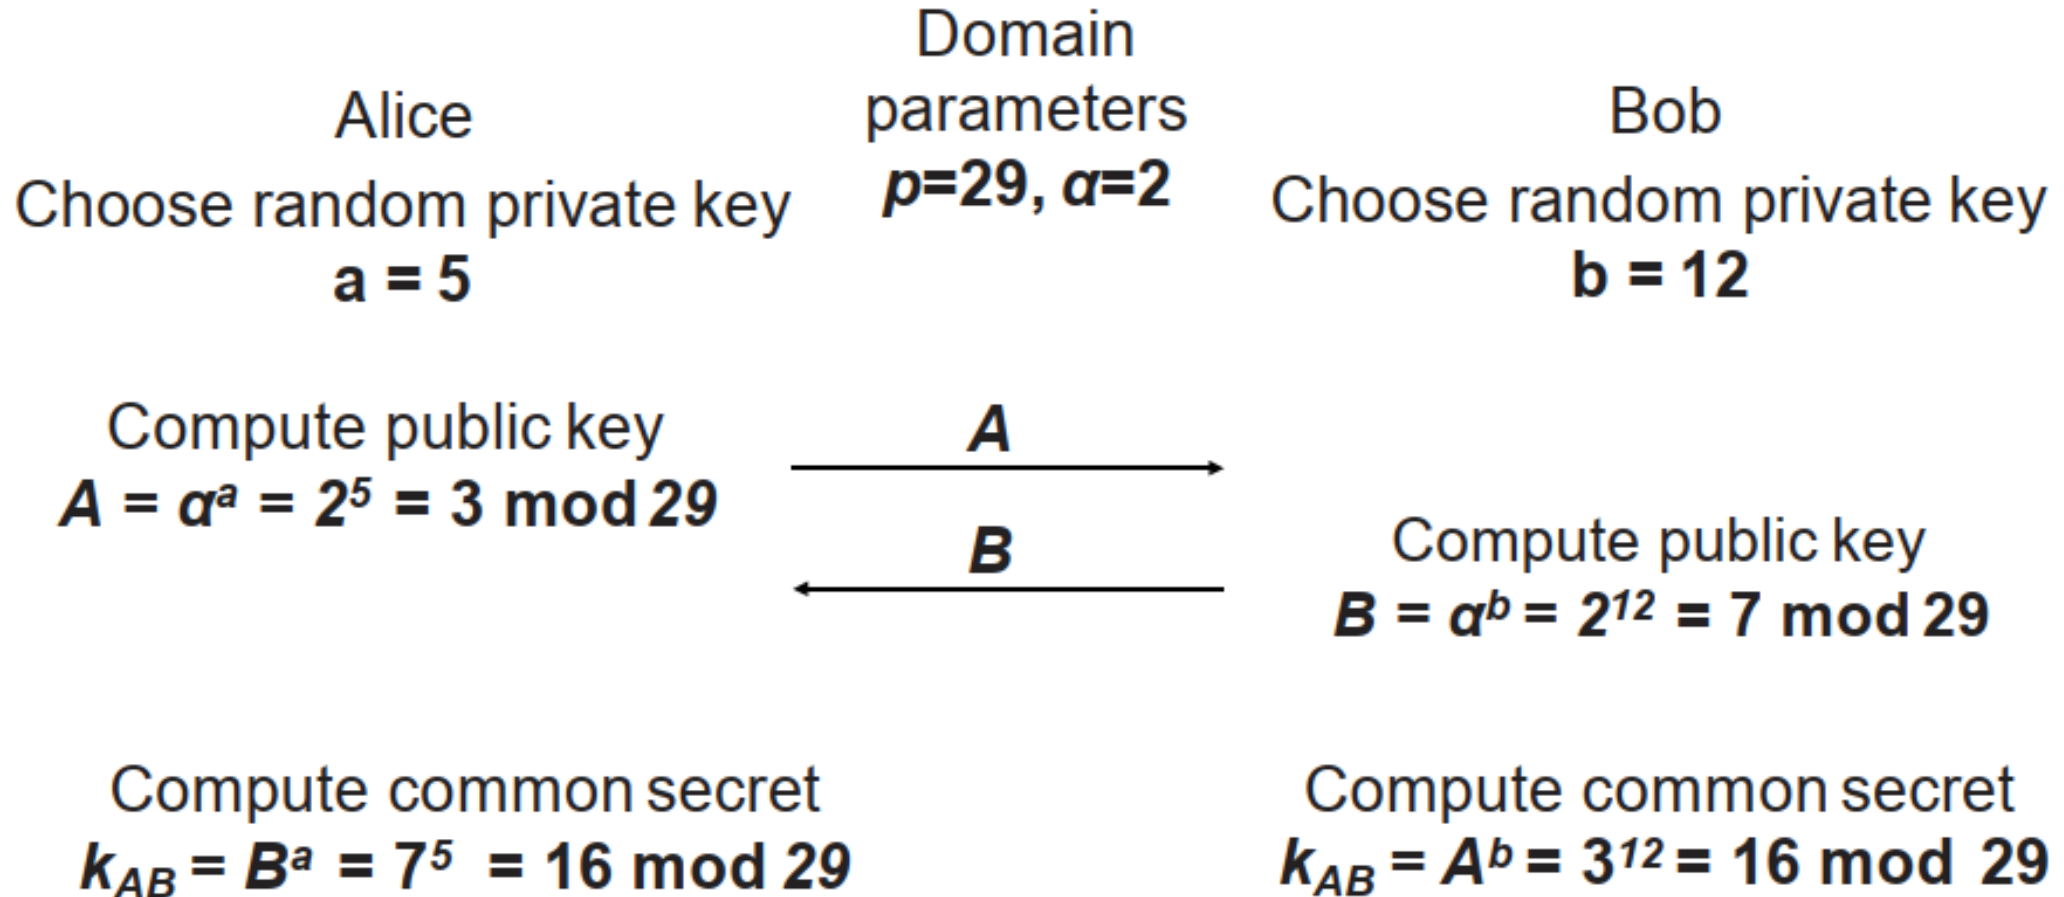 Domain
parameters
p=29, α=2
Alice
Choose random private key
a = 5
Bob
Choose random private key
b = 12
Compute public key
A = αᵃ = 2⁵ = 3 mod 29
A
B
Compute public key
B = αᵇ = 2¹² = 7 mod 29
Compute common secret
k_AB = Bᵃ = 7⁵ = 16 mod 29
Compute common secret
k_AB = Aᵇ = 3¹² = 16 mod 29